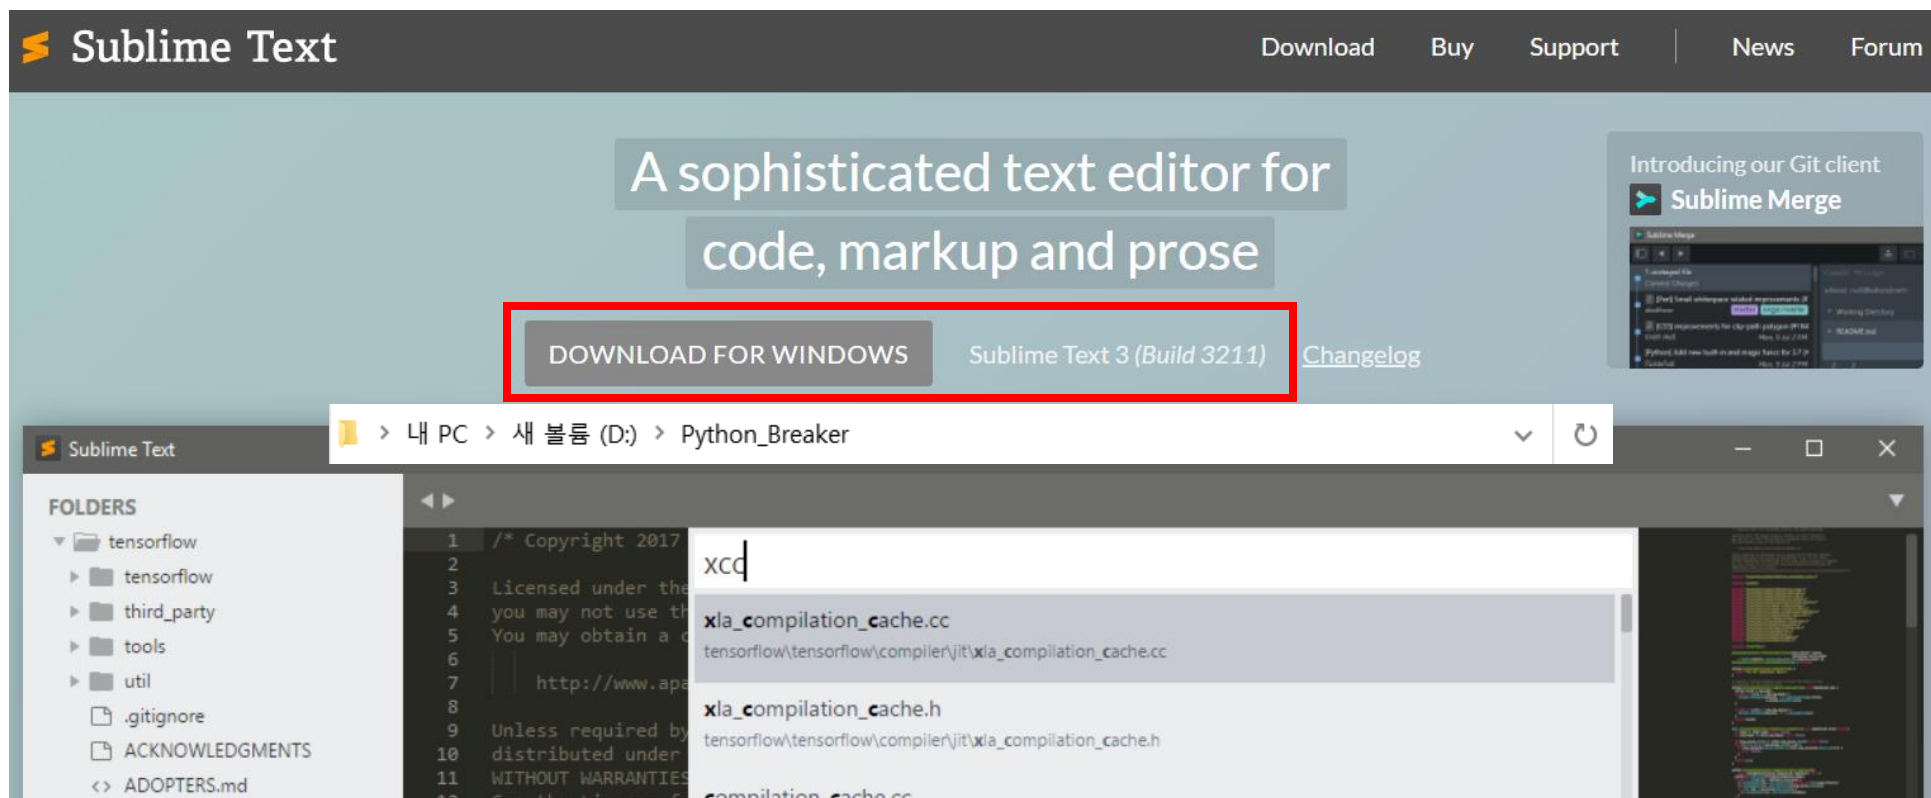 Sublime Text
Download Buy Support News Forum
A sophisticated text editor for
code, markup and prose
Introducing our Git client
Sublime Merge
Sublime Merge
DOWNLOAD FOR WINDOWS Sublime Text 3 (Build 3211) Changelog
내 PC > 새 볼륨 (D:) > Python_Breaker
Sublime Text
FOLDERS
tensorflow
tensorflow
third_party
tools
util
.gitignore
ACKNOWLEDGMENTS
ADOPTERS.md
1 /* Copyright 2017
2
3 Licensed under the
4 you may not use th
5 You may obtain a c
6
7 http://www.apa
8
9 Unless required by
10 distributed under
11 WITHOUT WARRANTIES
xcc
xla_compilation_cache.cc
tensorflow\tensorflow\compiler\jit\xla_compilation_cache.cc
xla_compilation_cache.h
tensorflow\tensorflow\compiler\jit\xla_compilation_cache.h
compilation_cache.cc